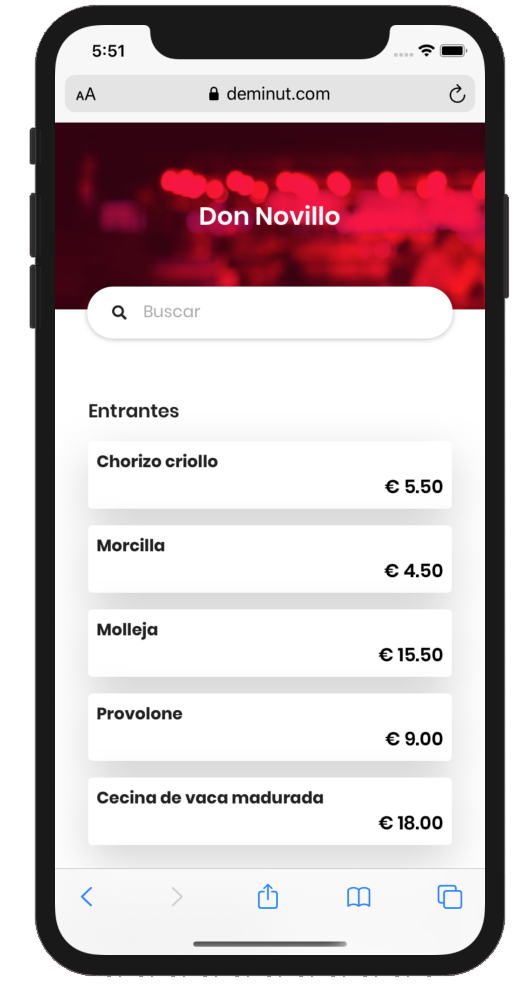 5:51
AA deminut.com
Don Novillo
Buscar
Entrantes
Chorizo criollo
€ 5.50
Morcilla
€ 4.50
Molleja
€ 15.50
Provolone
€ 9.00
Cecina de vaca madurada
€ 18.00